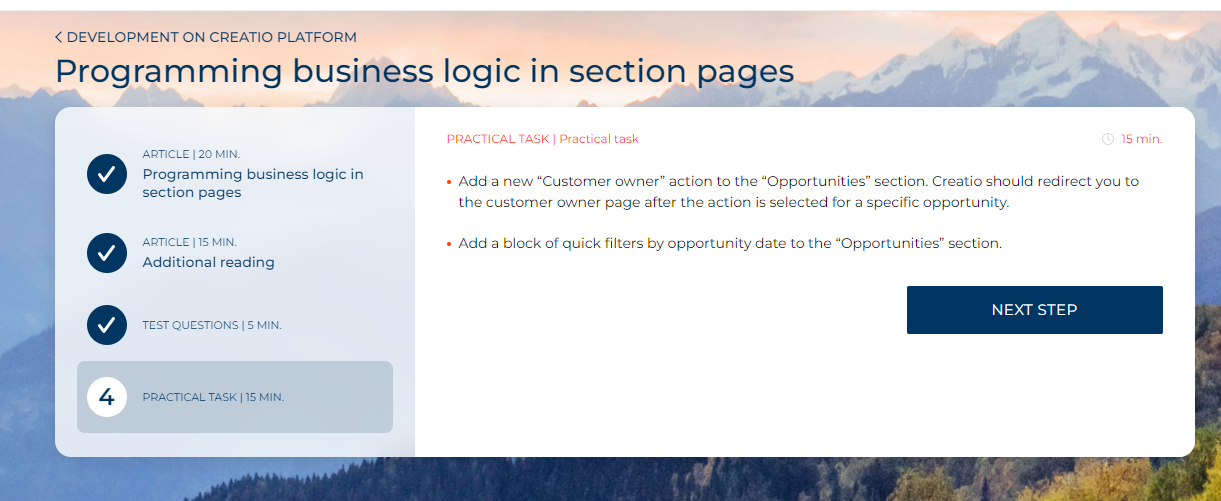 < DEVELOPMENT ON CREATIO PLATFORM
Programming business logic in section pages
ARTICLE | 20 MIN.
Programming business logic in
section pages
ARTICLE | 15 MIN.
Additional reading
TEST QUESTIONS | 5 MIN.
4
PRACTICAL TASK | 15 MIN.
PRACTICAL TASK | Practical task
15 min.
• Add a new “Customer owner” action to the “Opportunities” section. Creatio should redirect you to
the customer owner page after the action is selected for a specific opportunity.
• Add a block of quick filters by opportunity date to the “Opportunities” section.
NEXT STEP